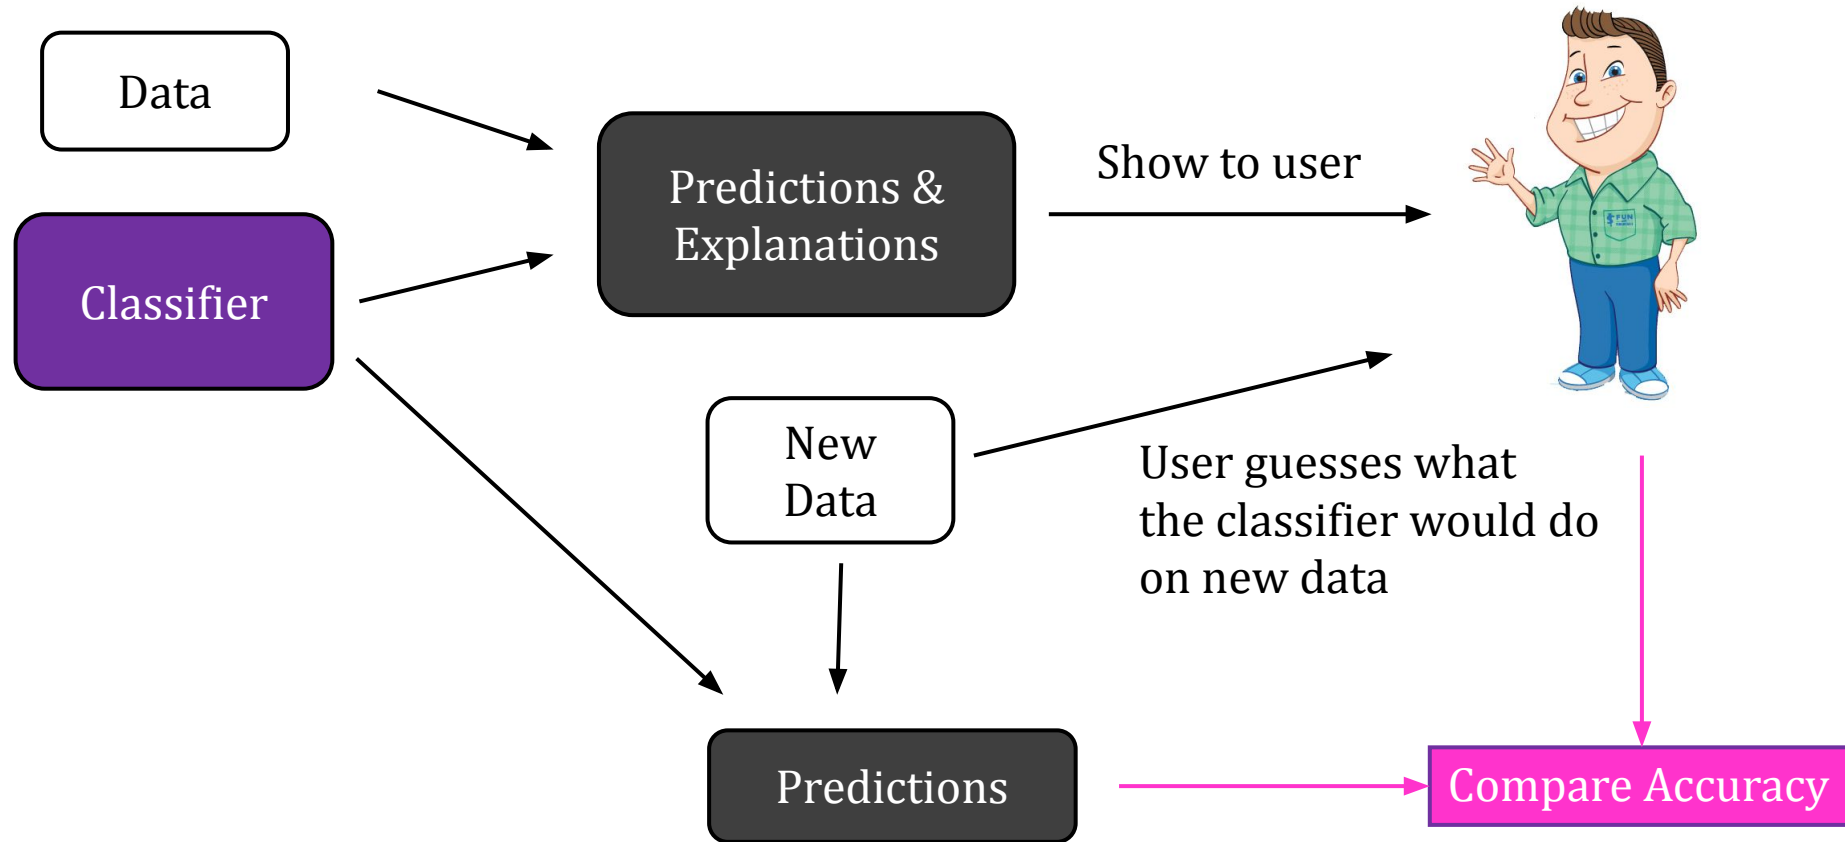 Data
Classifier
Predictions &
Explanations
Show to user
New
Data
User guesses what
the classifier would do
on new data
Predictions
Compare Accuracy
FUN